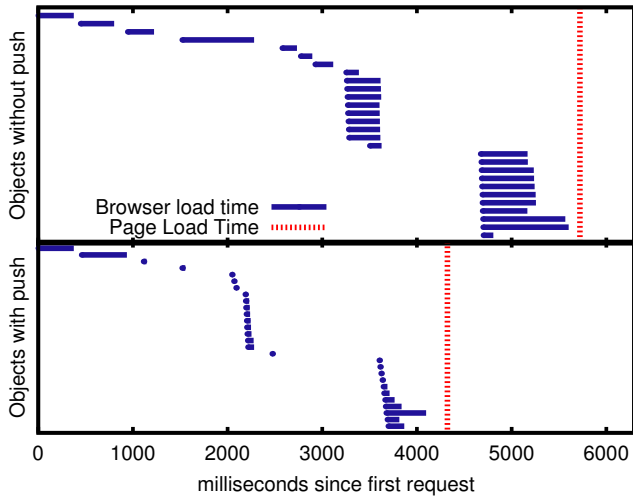 Objects without push
Browser load time
Page Load Time
Objects with push
0 1000 2000 3000 4000 5000 6000
milliseconds since first request